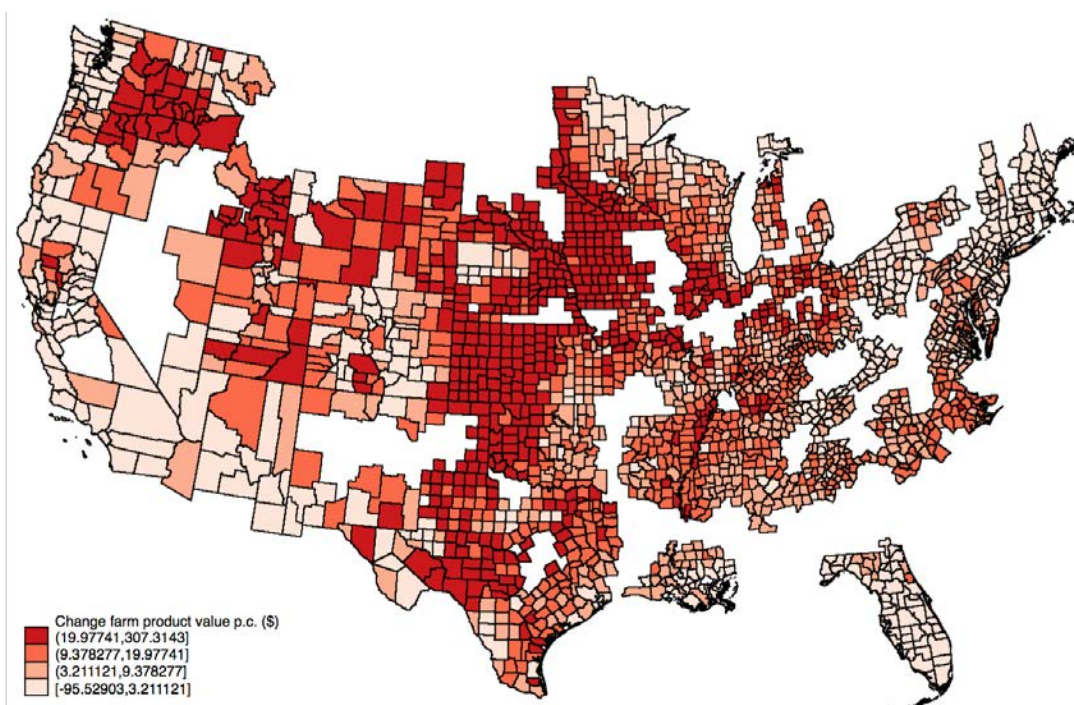 Change farm product value p.c. ($)
(19.97741,307.3143]
(9.378277,19.97741]
(3.211121,9.378277]
[-95.52903,3.211121]